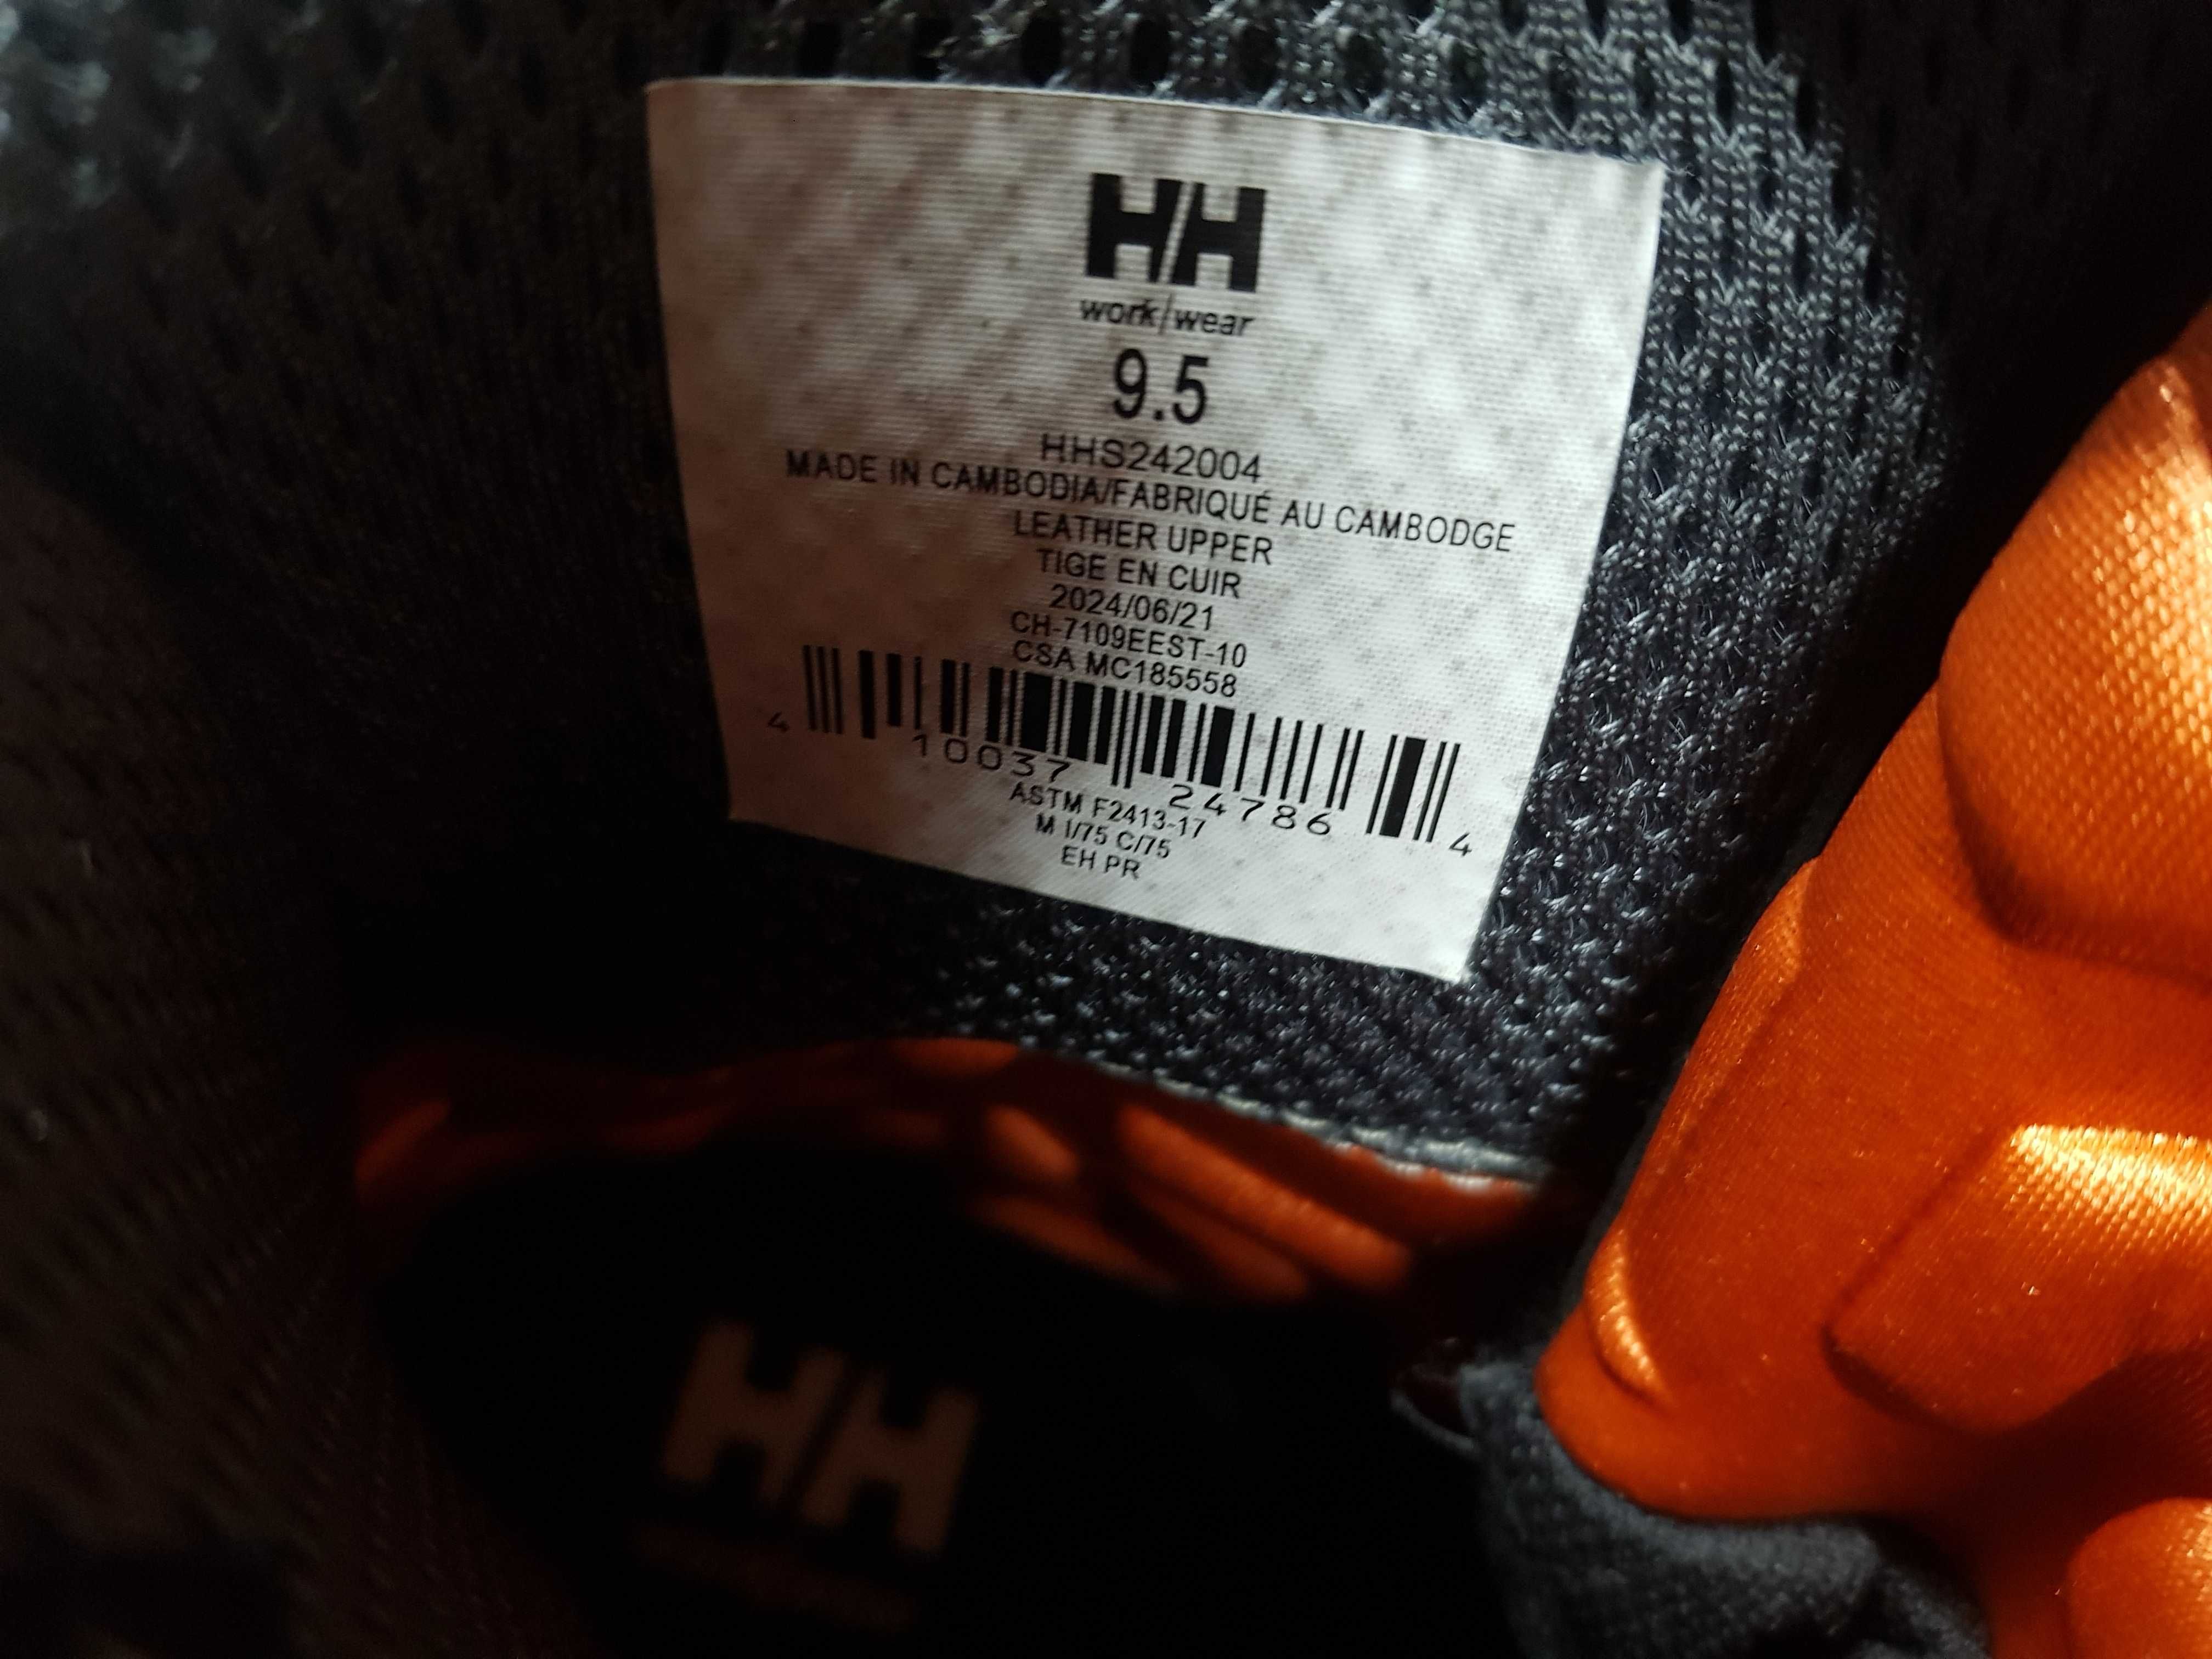 HH
work/wear
9.5
HHS242004
MADE IN CAMBODIA/FABRIQUÉ AU CAMBODGE
LEATHER UPPER
TIGE EN CUIR
2024/06/21
CH-7109EEST-10
CSA MC185558
4 10037 24786 4
ASTM F2413-17
M I/75 C/75
EH PR
HH